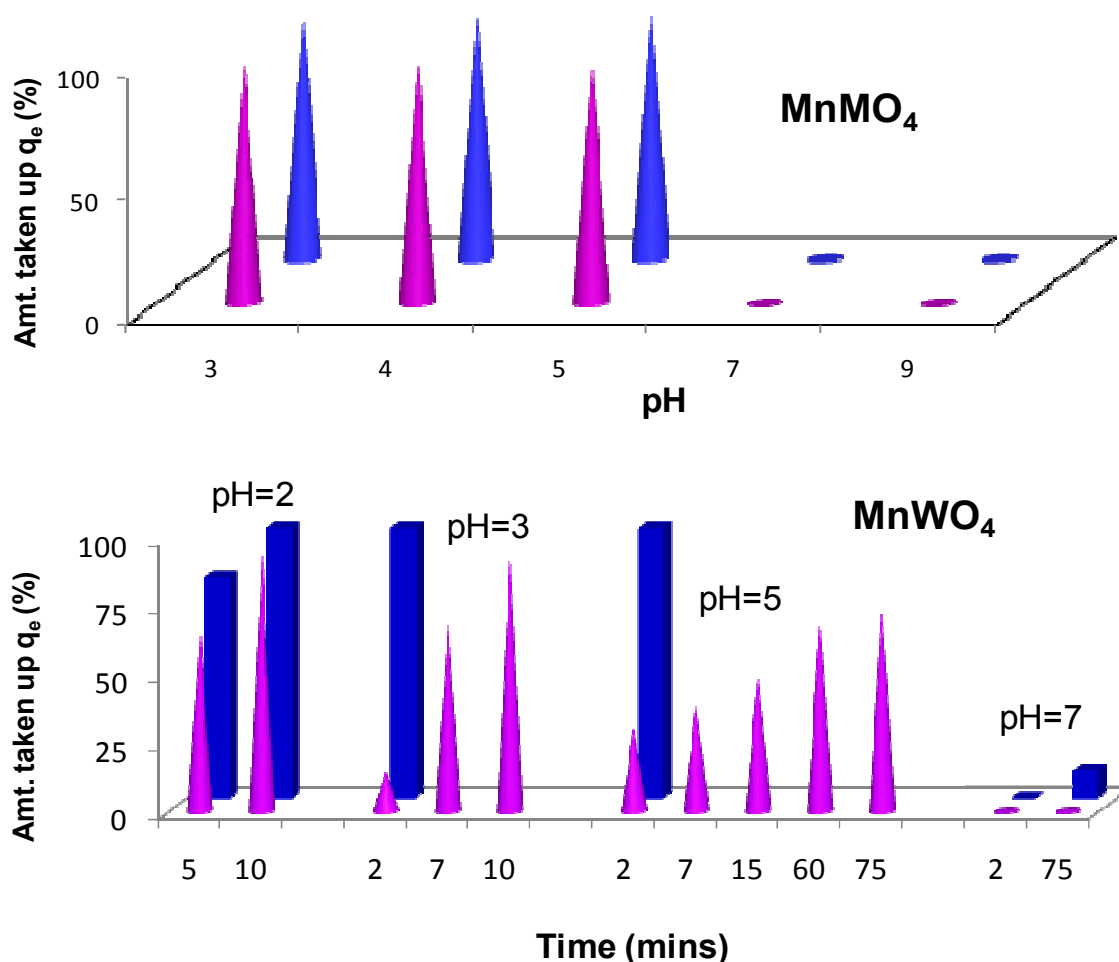 Amt. taken up qₑ (%)
100
50
0
MnMO₄
3 4 5 7 9
pH
Amt. taken up qₑ (%)
100
75
50
25
0
pH=2
pH=3
pH=5
pH=7
MnWO₄
5 10 2 7 10 2 7 15 60 75 2 75
Time (mins)